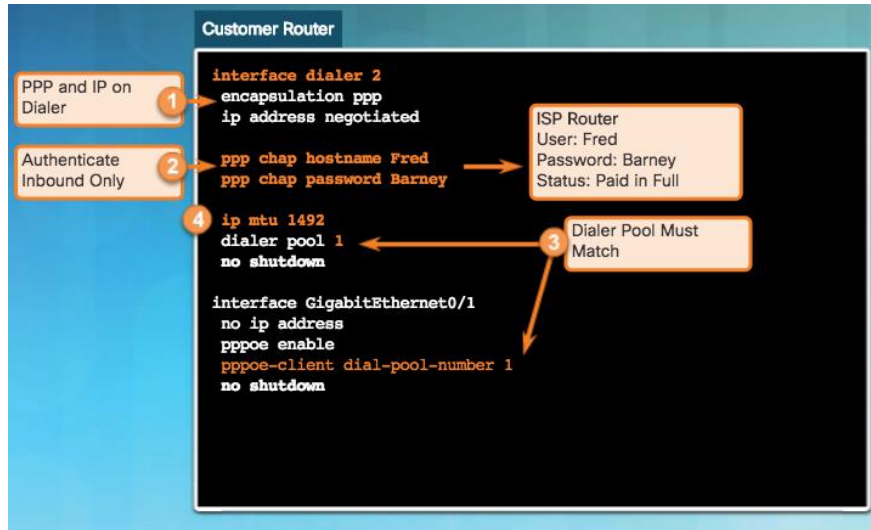 Customer Router
PPP and IP on
Dialer
1
interface dialer 2
encapsulation ppp
ip address negotiated
Authenticate
Inbound Only
2
ppp chap hostname Fred
ppp chap password Barney
ISP Router
User: Fred
Password: Barney
Status: Paid in Full
4
ip mtu 1492
dialer pool 1
no shutdown
3
Dialer Pool Must
Match
interface GigabitEthernet0/1
no ip address
pppoe enable
pppoe-client dial-pool-number 1
no shutdown